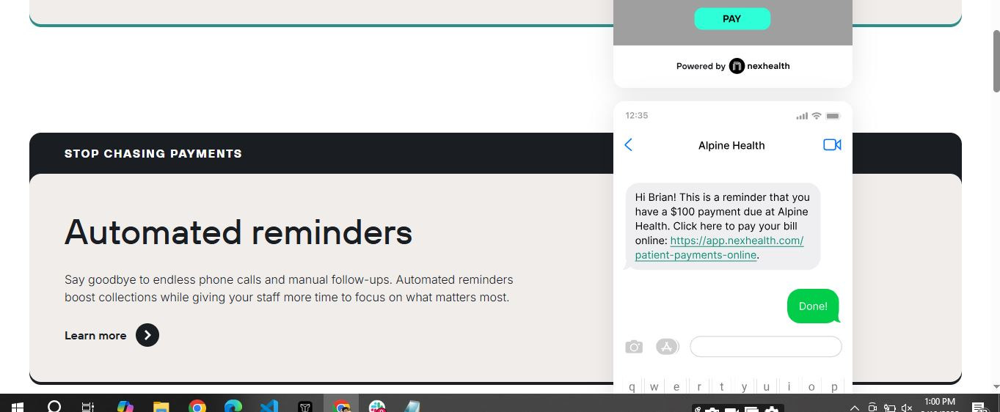 PAY
Powered by nexhealth
12:35
STOP CHASING PAYMENTS
Alpine Health
Hi Brian! This is a reminder that you
have a $100 payment due at Alpine
Health. Click here to pay your bill
online: https://app.nexhealth.com/
patient-payments-online.
Automated reminders
Say goodbye to endless phone calls and manual follow-ups. Automated reminders
boost collections while giving your staff more time to focus on what matters most.
Done!
Learn more
q w e r t y u i o p
1:00 PM